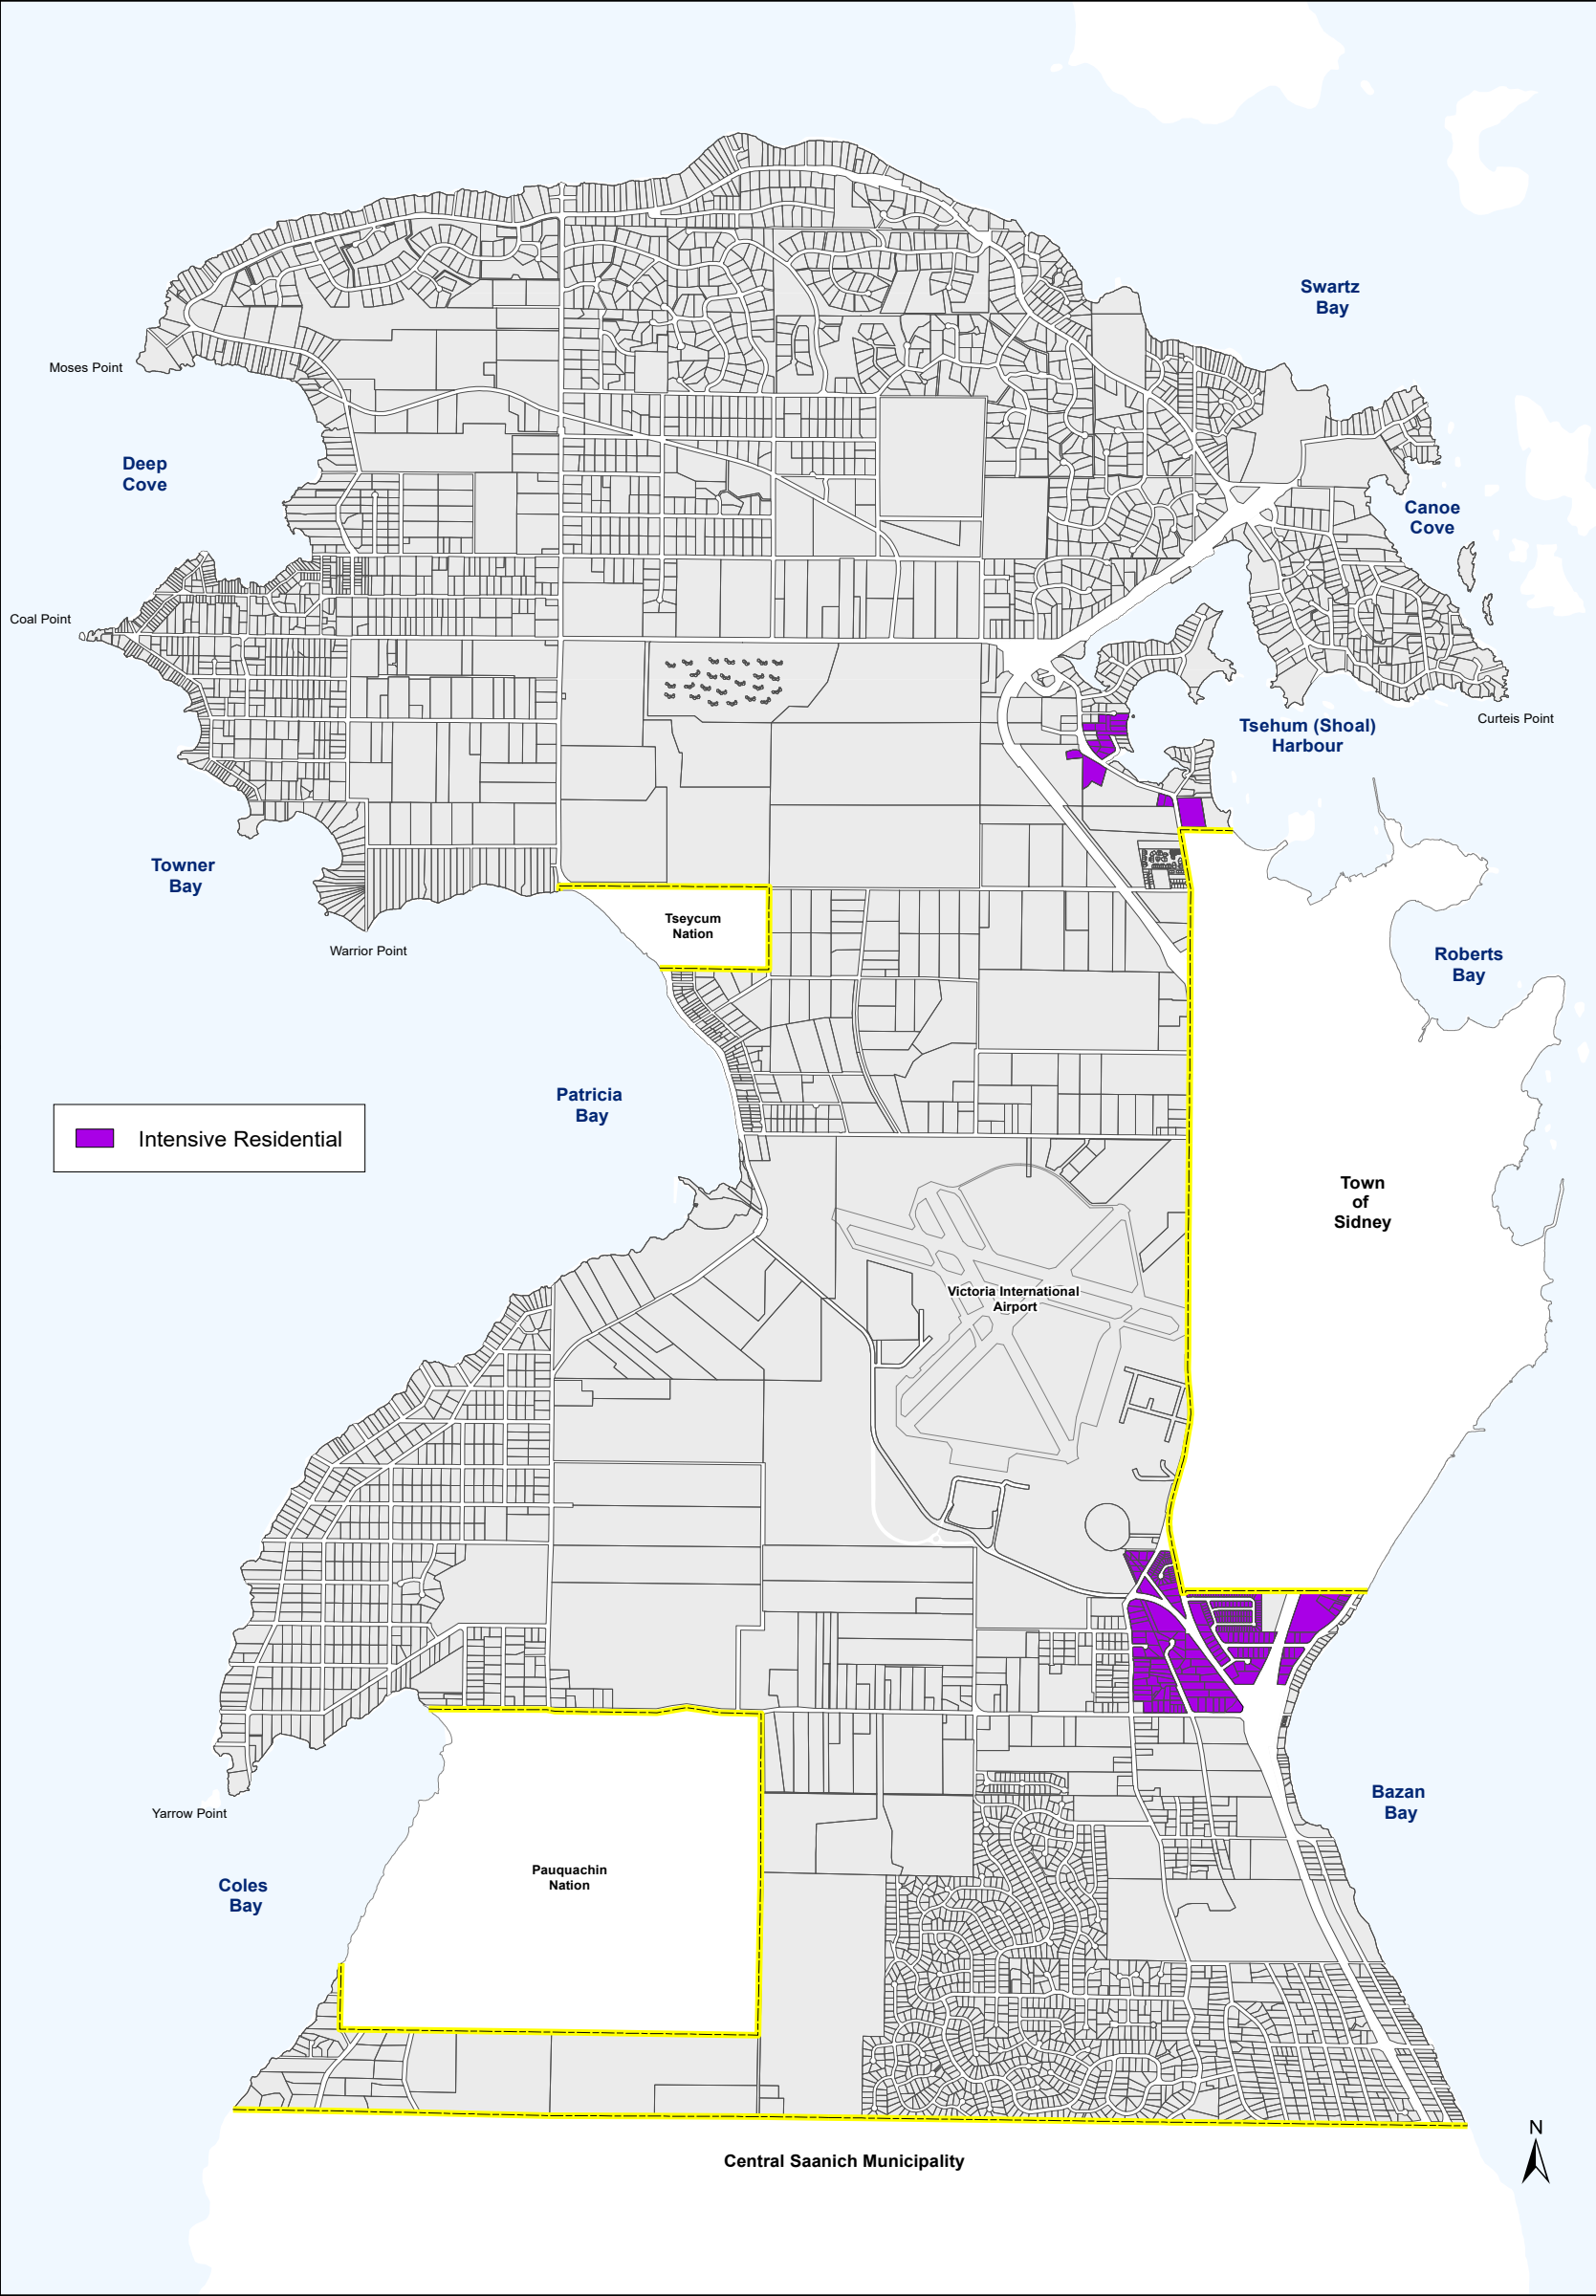 Swartz
Bay
Moses Point
Deep
Cove
Canoe
Cove
Coal Point
Curteis Point
Tsehum (Shoal)
Harbour
Towner
Bay
Tseycum
Nation
Warrior Point
Roberts
Bay
Patricia
Bay
Intensive Residential
Town
of
Sidney
Victoria International
Airport
Yarrow Point
Bazan
Bay
Pauquachin
Nation
Coles
Bay
N
Central Saanich Municipality